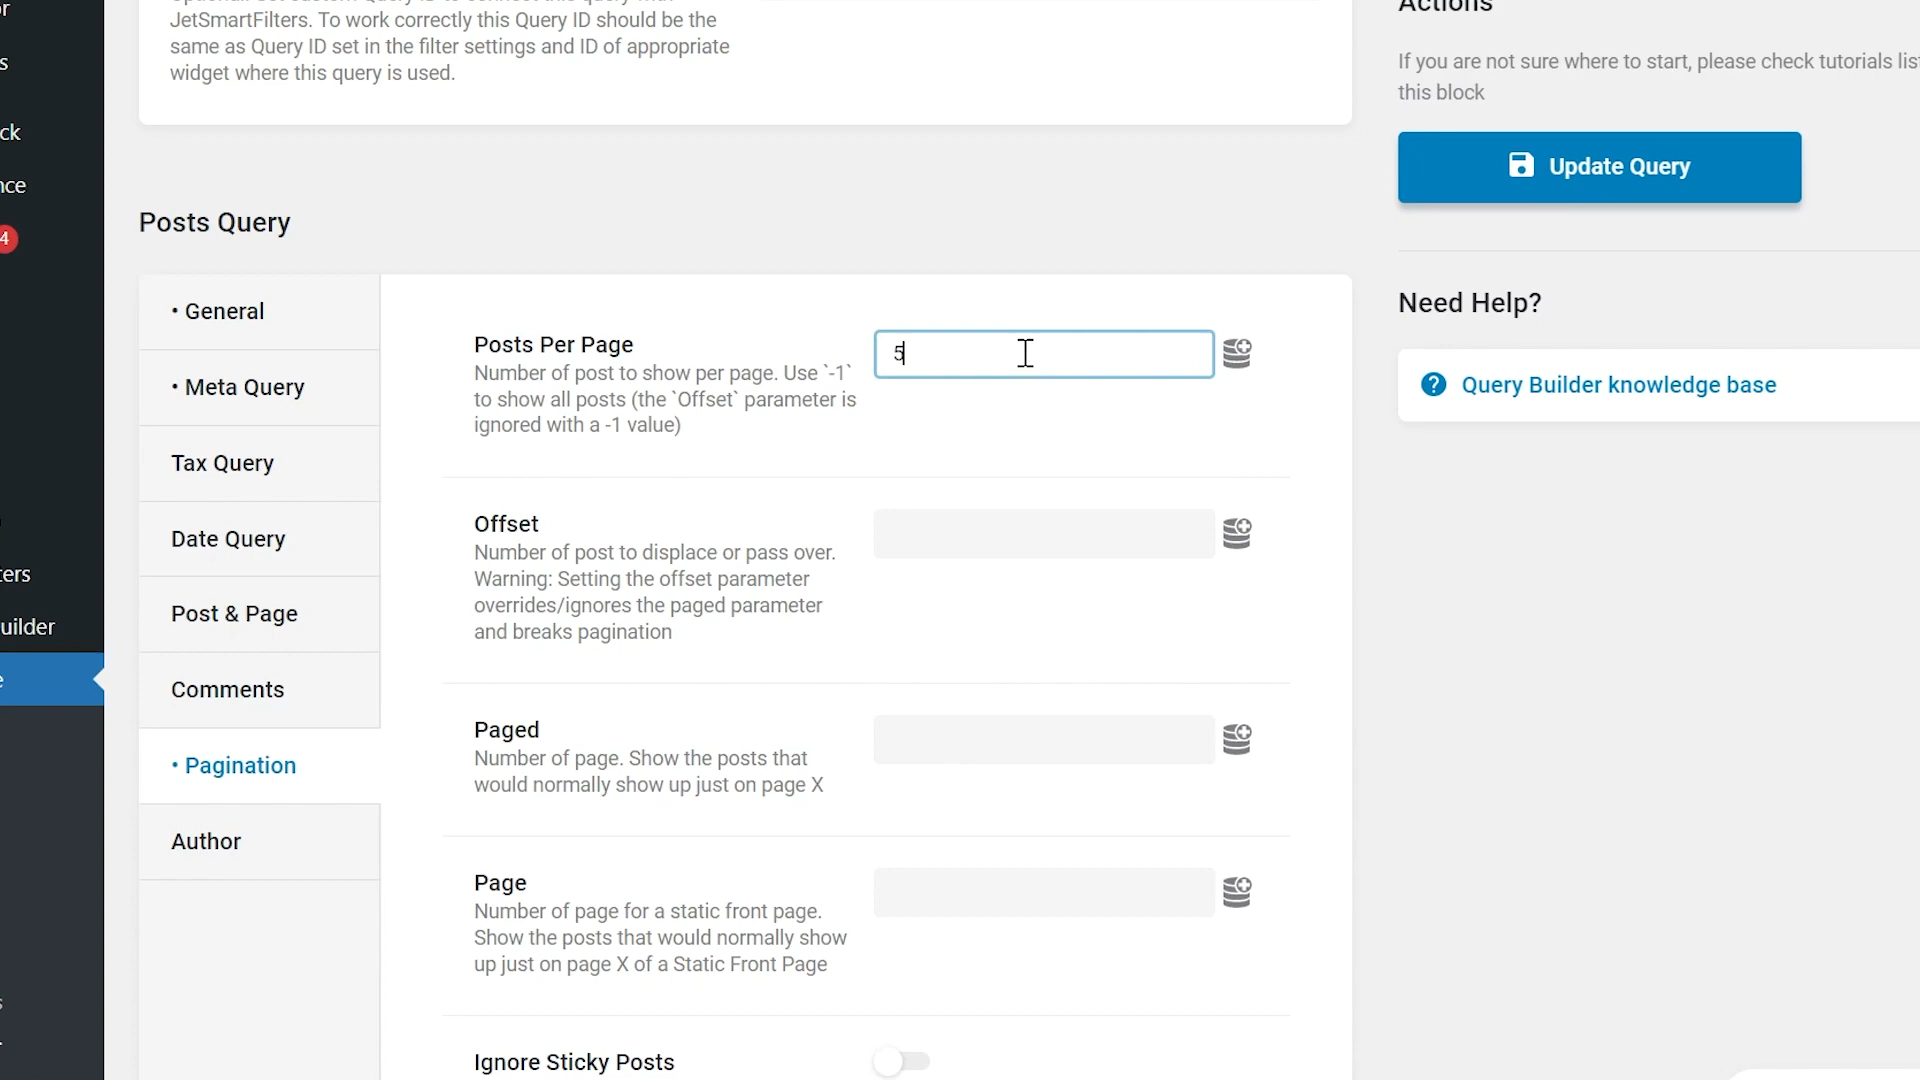 JetSmartFilters. To work correctly this Query ID should be the
same as Query ID set in the filter settings and ID of appropriate
widget where this query is used.
Actions
If you are not sure where to start, please check tutorials lis
this block
Update Query
Need Help?
Query Builder knowledge base
r
s
ck
nce
4
ters
uilder
e
s
Posts Query
• General
• Meta Query
Tax Query
Date Query
Post & Page
Comments
• Pagination
Author
Posts Per Page
Number of post to show per page. Use `-1`
to show all posts (the `Offset` parameter is
ignored with a -1 value)
5
Offset
Number of post to displace or pass over.
Warning: Setting the offset parameter
overrides/ignores the paged parameter
and breaks pagination
Paged
Number of page. Show the posts that
would normally show up just on page X
Page
Number of page for a static front page.
Show the posts that would normally show
up just on page X of a Static Front Page
Ignore Sticky Posts